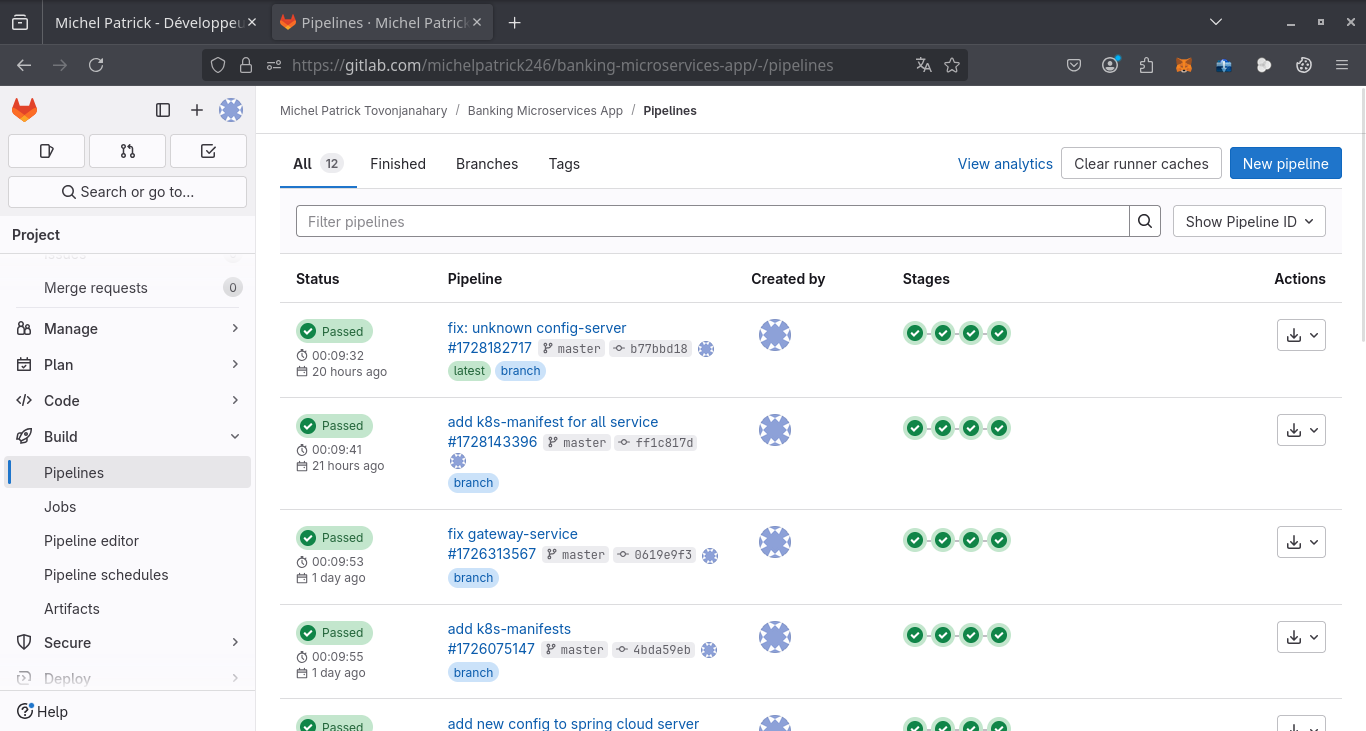 Michel Patrick - Développeu
Pipelines · Michel Patrick
https://gitlab.com/michelpatrick246/banking-microservices-app/-/pipelines
Michel Patrick Tovonjanahary / Banking Microservices App / Pipelines
Search or go to...
Project
Merge requests 0
Manage
Plan
Code
Build
Pipelines
Jobs
Pipeline editor
Pipeline schedules
Artifacts
Secure
Deploy
Help
All 12 Finished Branches Tags
View analytics Clear runner caches New pipeline
Filter pipelines
Show Pipeline ID
Status Pipeline Created by Stages Actions
Passed
00:09:32
20 hours ago
fix: unknown config-server
#1728182717 master b77bbd18
latest branch
Passed
00:09:41
21 hours ago
add k8s-manifest for all service
#1728143396 master ff1c817d
branch
Passed
00:09:53
1 day ago
fix gateway-service
#1726313567 master 0619e9f3
branch
Passed
00:09:55
1 day ago
add k8s-manifests
#1726075147 master 4bda59eb
branch
Passed
add new config to spring cloud server